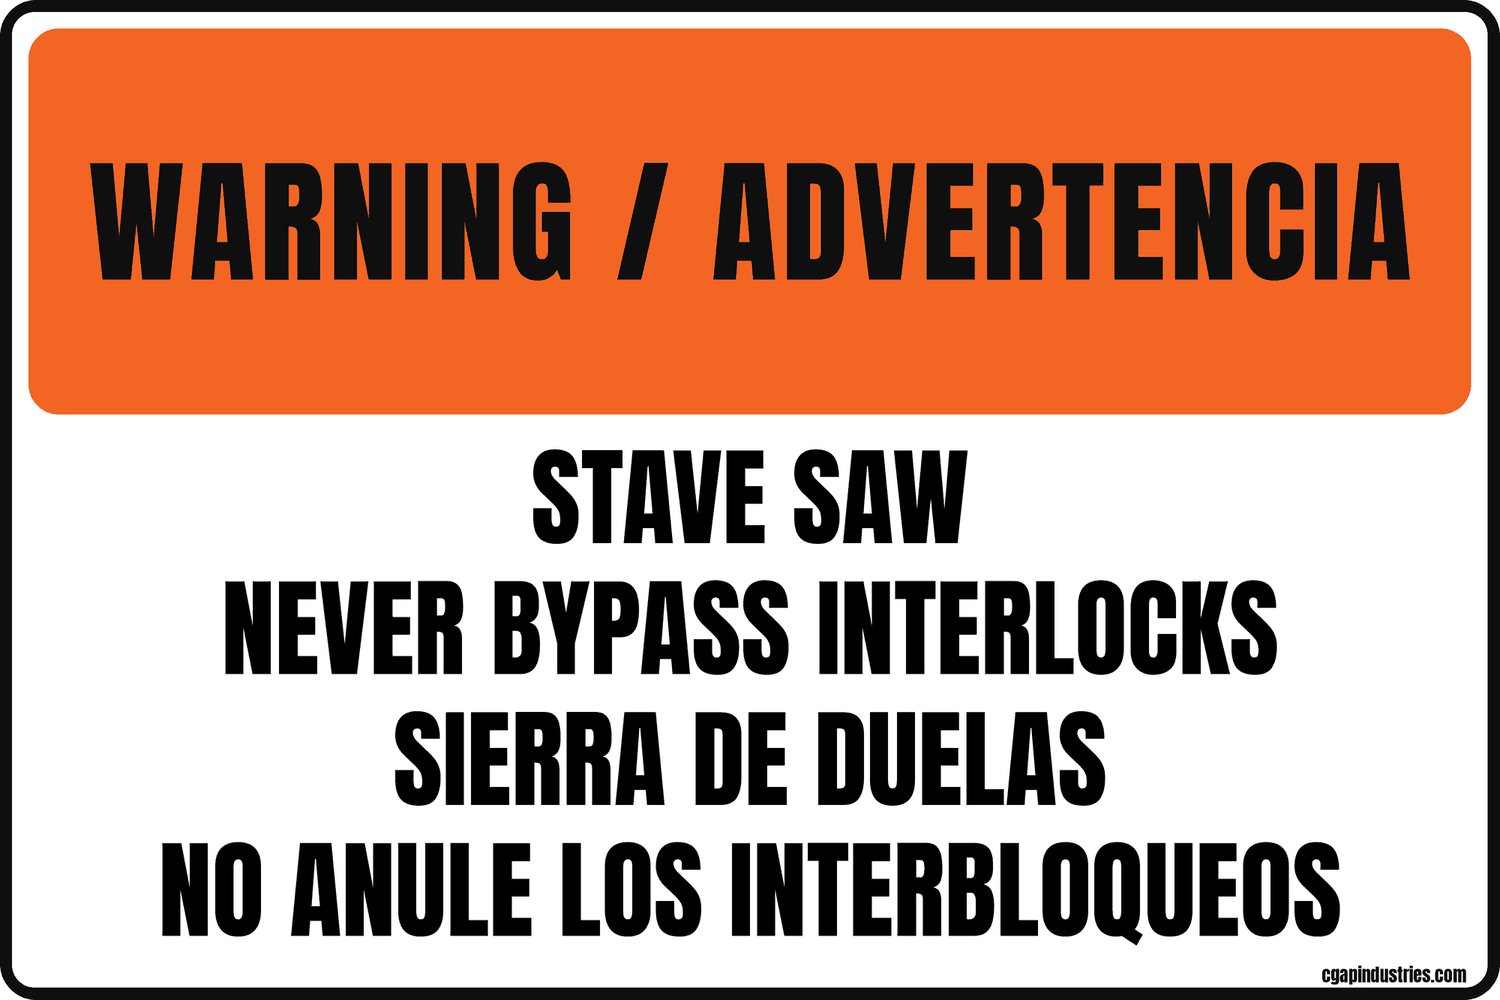 WARNING / ADVERTENCIA
STAVE SAW
NEVER BYPASS INTERLOCKS
SIERRA DE DUELAS
NO ANULE LOS INTERBLOQUEOS
cgapindustries.com